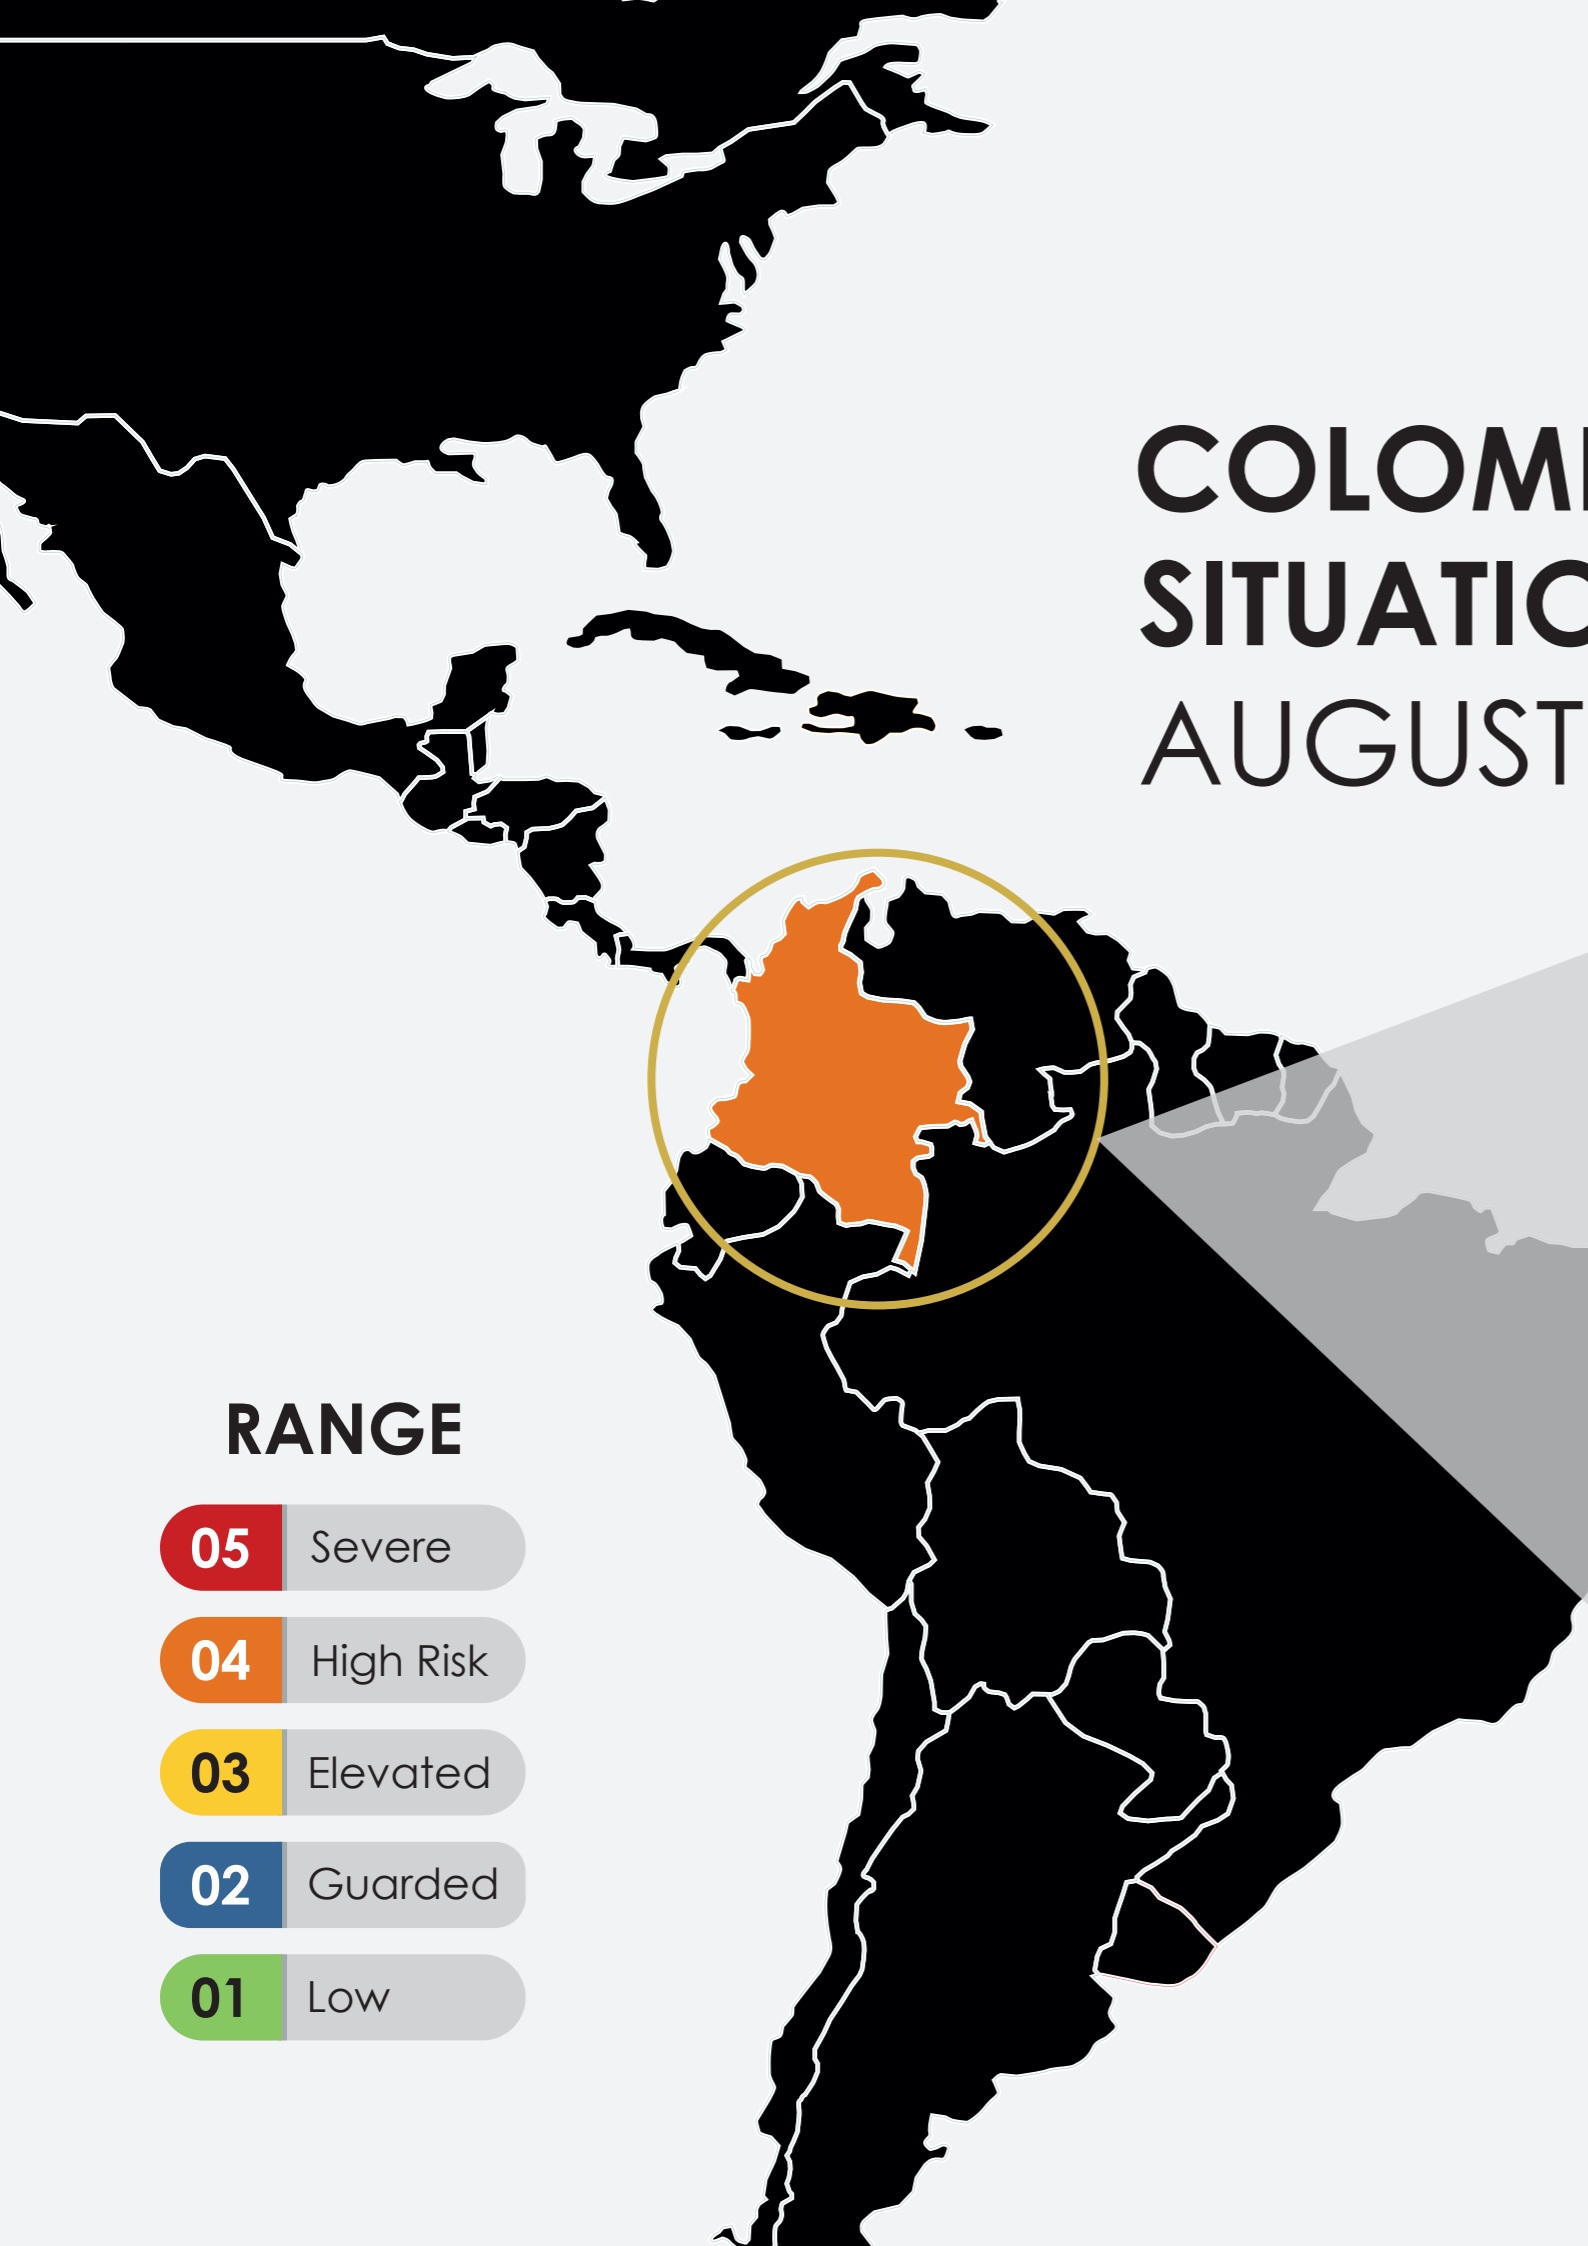 COLOM
SITUATIO
AUGUST
RANGE
05 Severe
04 High Risk
03 Elevated
02 Guarded
01 Low